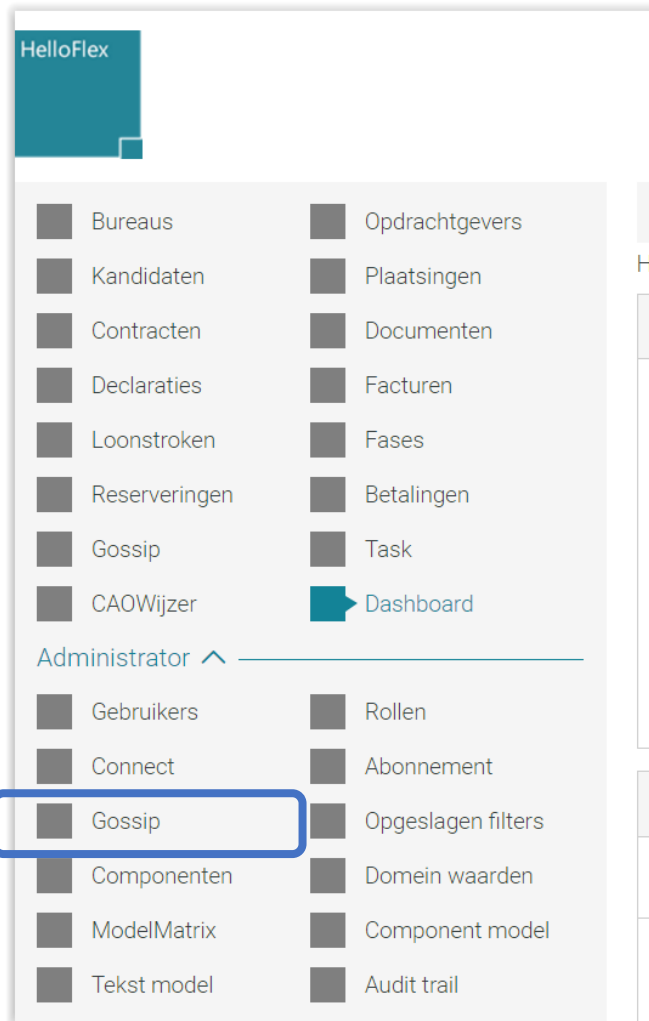 HelloFlex
Bureaus Opdrachtgevers
Kandidaten Plaatsingen
Contracten Documenten
Declaraties Facturen
Loonstroken Fases
Reserveringen Betalingen
Gossip Task
CAOWijzer Dashboard
Administrator
Gebruikers Rollen
Connect Abonnement
Gossip Opgeslagen filters
Componenten Domein waarden
ModelMatrix Component model
Tekst model Audit trail